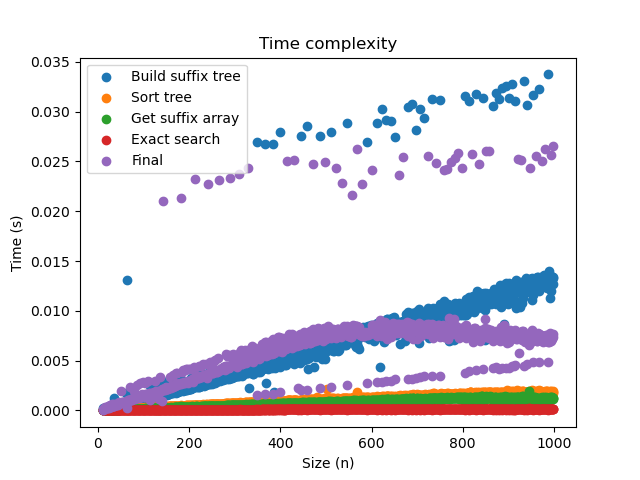 Time complexity
0.035
0.030
0.025
0.020
0.015
0.010
0.005
0.000
Time (s)
Build suffix tree
Sort tree
Get suffix array
Exact search
Final
0 200 400 600 800 1000
Size (n)